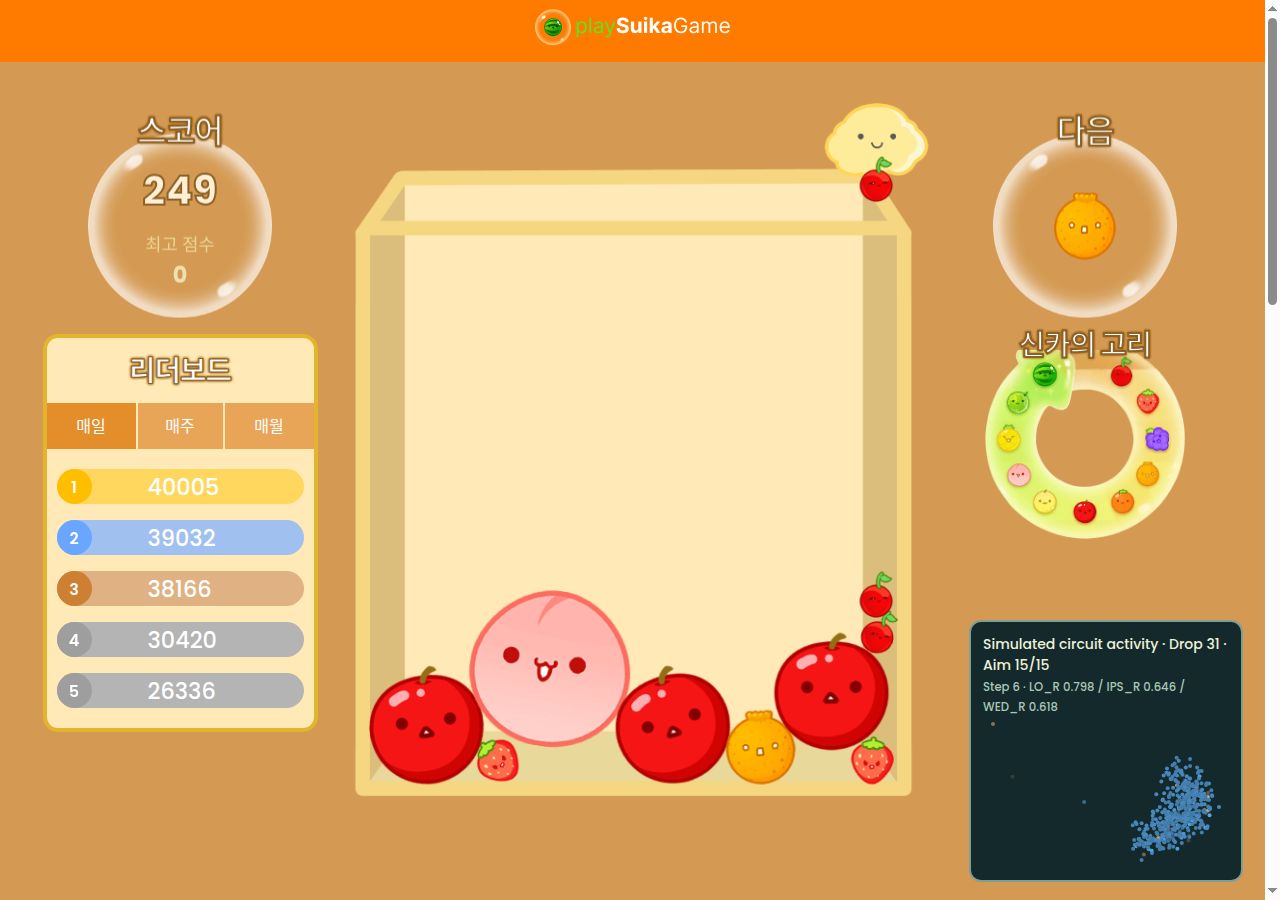 playSuikaGame
스코어
249
최고 점수
0
리더보드
매일 매주 매월
1 40005
2 39032
3 38166
4 30420
5 26336
다음
신카의 고리
Simulated circuit activity · Drop 31 ·
Aim 15/15
Step 6 · LO_R 0.798 / IPS_R 0.646 /
WED_R 0.618